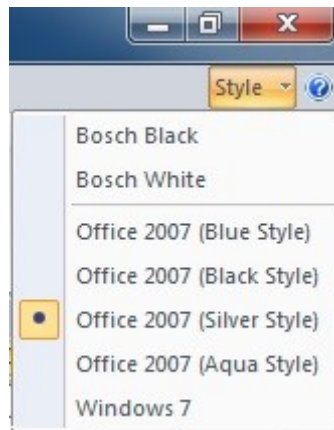 Style
Bosch Black
Bosch White
Office 2007 (Blue Style)
Office 2007 (Black Style)
Office 2007 (Silver Style)
Office 2007 (Aqua Style)
Windows 7